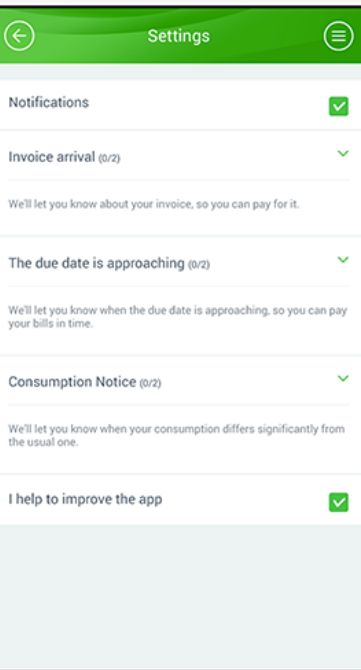 Settings
Notifications
Invoice arrival (0/2)
We'll let you know about your invoice, so you can pay for it.
The due date is approaching (0/2)
We'll let you know when the due date is approaching, so you can pay
your bills in time.
Consumption Notice (0/2)
We'll let you know when your consumption differs significantly from
the usual one.
I help to improve the app